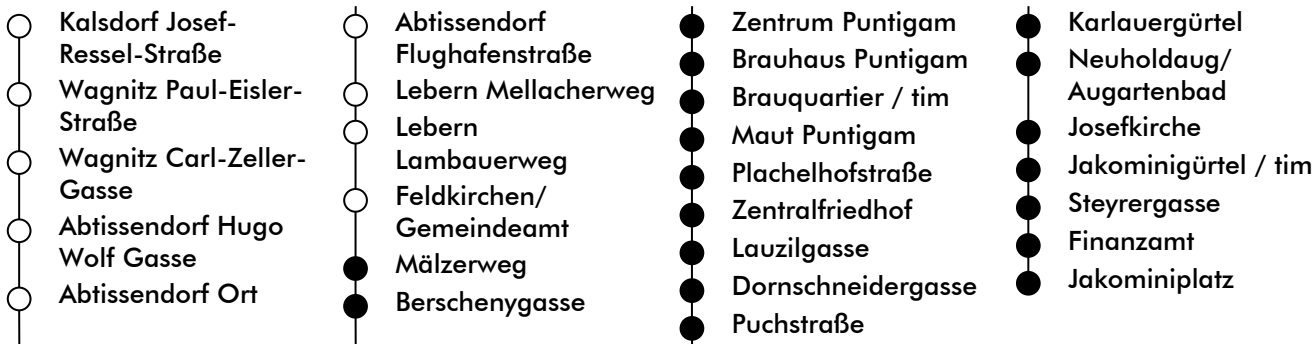 Kalsdorf Josef-
Ressel-Straße
Wagnitz Paul-Eisler-
Straße
Wagnitz Carl-Zeller-
Gasse
Abtissendorf Hugo
Wolf Gasse
Abtissendorf Ort
Abtissendorf
Flughafenstraße
Lebern Mellacherweg
Lebern
Lambauerweg
Feldkirchen/
Gemeindeamt
Mälzerweg
Berschenygasse
Zentrum Puntigam
Brauhaus Puntigam
Brauquartier / tim
Maut Puntigam
Plachelhofstraße
Zentralfriedhof
Lauzilgasse
Dornschneidergasse
Puchstraße
Karlauergürtel
Neuholdaug/
Augartenbad
Josefkirche
Jakominigürtel / tim
Steyrergasse
Finanzamt
Jakominiplatz